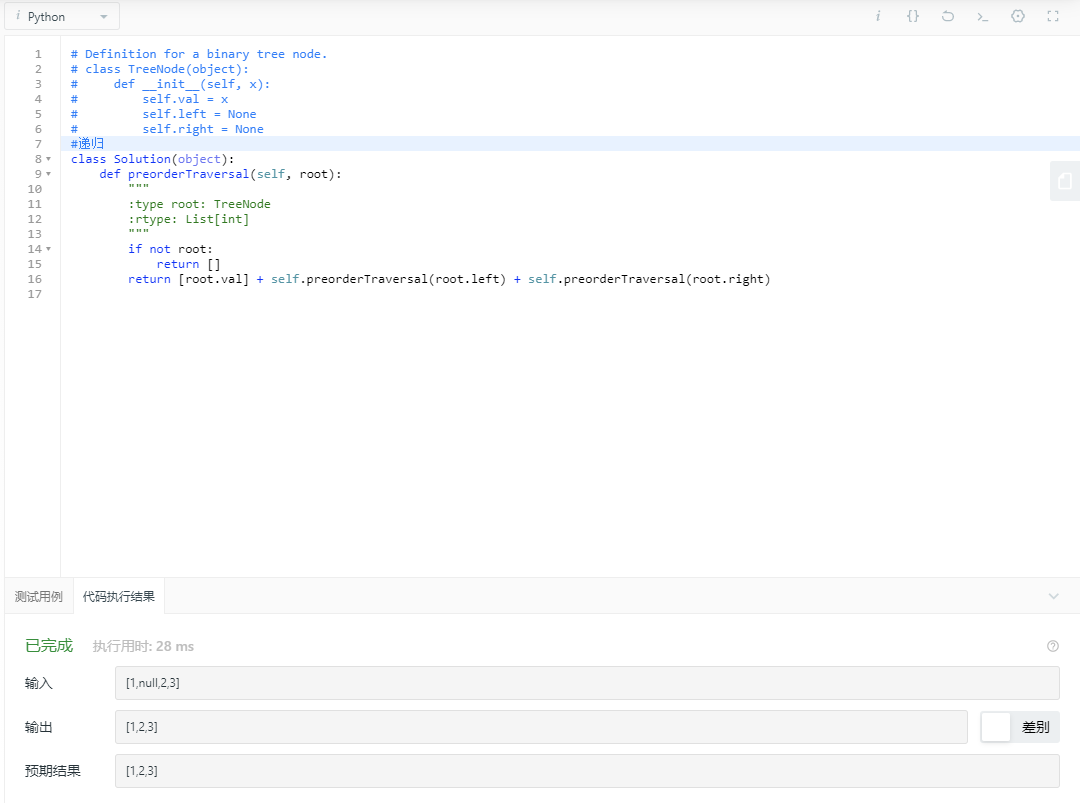 i Python
1 # Definition for a binary tree node.
2 # class TreeNode(object):
3 #     def __init__(self, x):
4 #         self.val = x
5 #         self.left = None
6 #         self.right = None
7 #递归
8 class Solution(object):
9     def preorderTraversal(self, root):
10         """
11         :type root: TreeNode
12         :rtype: List[int]
13         """
14         if not root:
15             return []
16         return [root.val] + self.preorderTraversal(root.left) + self.preorderTraversal(root.right)
17
测试用例 代码执行结果
已完成 执行用时: 28 ms
输入 [1,null,2,3]
输出 [1,2,3] 差别
预期结果 [1,2,3]